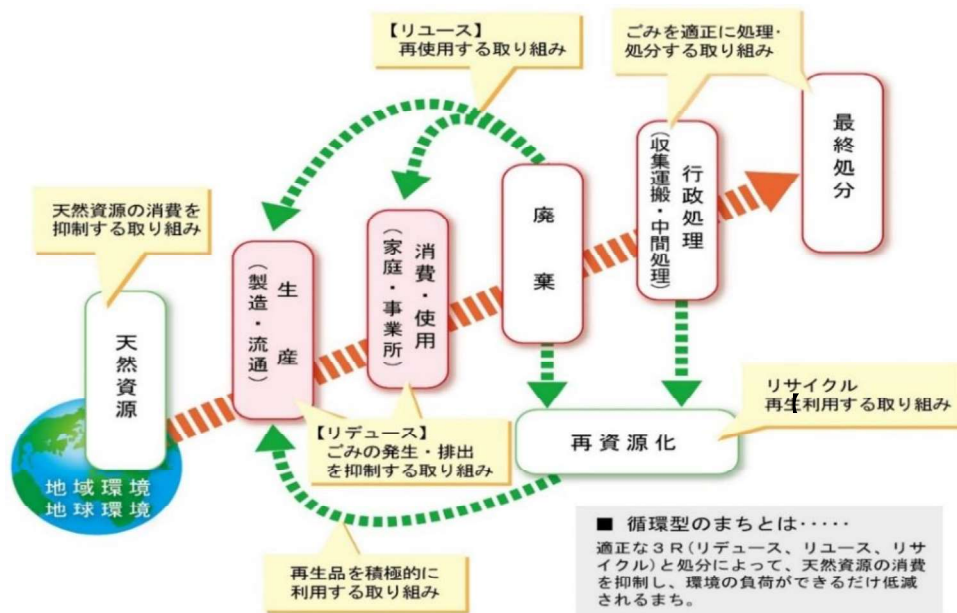 【リユース】
再使用する取り組み
ごみを適正に処理・
処分する取り組み
最終処分
行政処理
（収集運搬・中間処理）
廃棄
消費・使用
（家庭・事業所）
生産
（製造・流通）
天然資源の消費を
抑制する取り組み
天然資源
地域環境
地球環境
【リデュース】
ごみの発生・排出
を抑制する取り組み
リサイクル
再生利用する取り組み
再資源化
再生品を積極的に
利用する取り組み
■ 循環型のまちとは‥‥‥
適正な３Ｒ（リデュース、リユース、リサ
イクル）と処分によって、天然資源の消費
を抑制し、環境の負荷ができるだけ低減
されるまち。